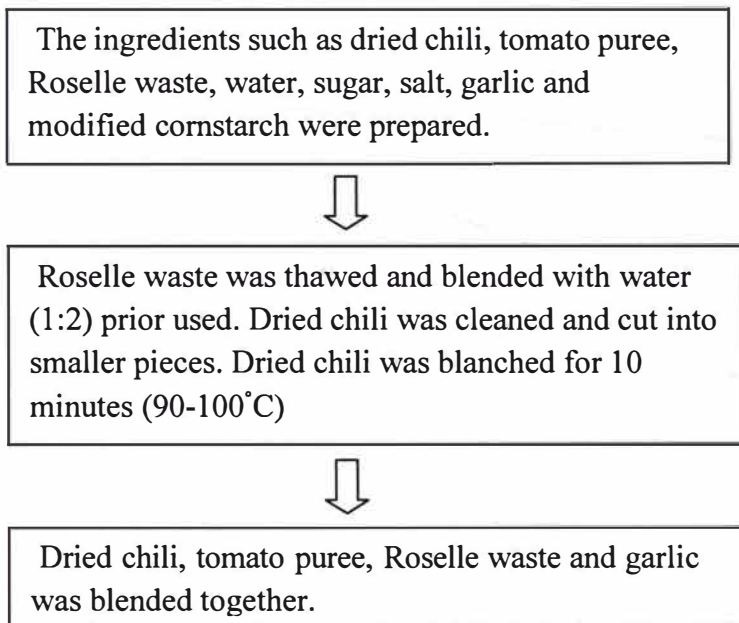 The ingredients such as dried chili, tomato puree,
Roselle waste, water, sugar, salt, garlic and
modified cornstarch were prepared.
Roselle waste was thawed and blended with water
(1:2) prior used. Dried chili was cleaned and cut into
smaller pieces. Dried chili was blanched for 10
minutes (90-100°C)
Dried chili, tomato puree, Roselle waste and garlic
was blended together.